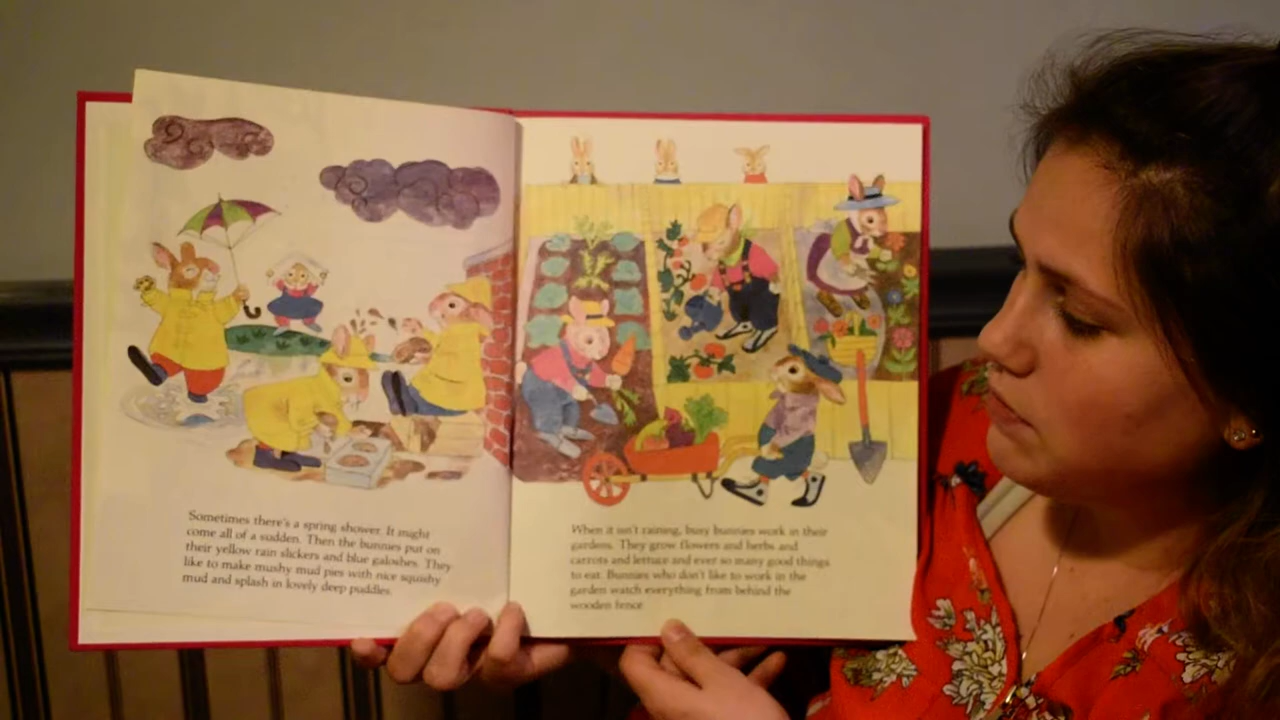 Sometimes there's a spring shower. It might
come all of a sudden. Then the bunnies put on
their yellow rain slickers and blue galoshes. They
like to make mushy mud pies with nice squishy
mud and splash in lovely deep puddles.
When it isn't raining, busy bunnies work in their
gardens. They grow flowers and herbs and
carrots and lettuce and ever so many good things
to eat. Bunnies who don't like to work in the
garden watch everything from behind the
wooden fence.